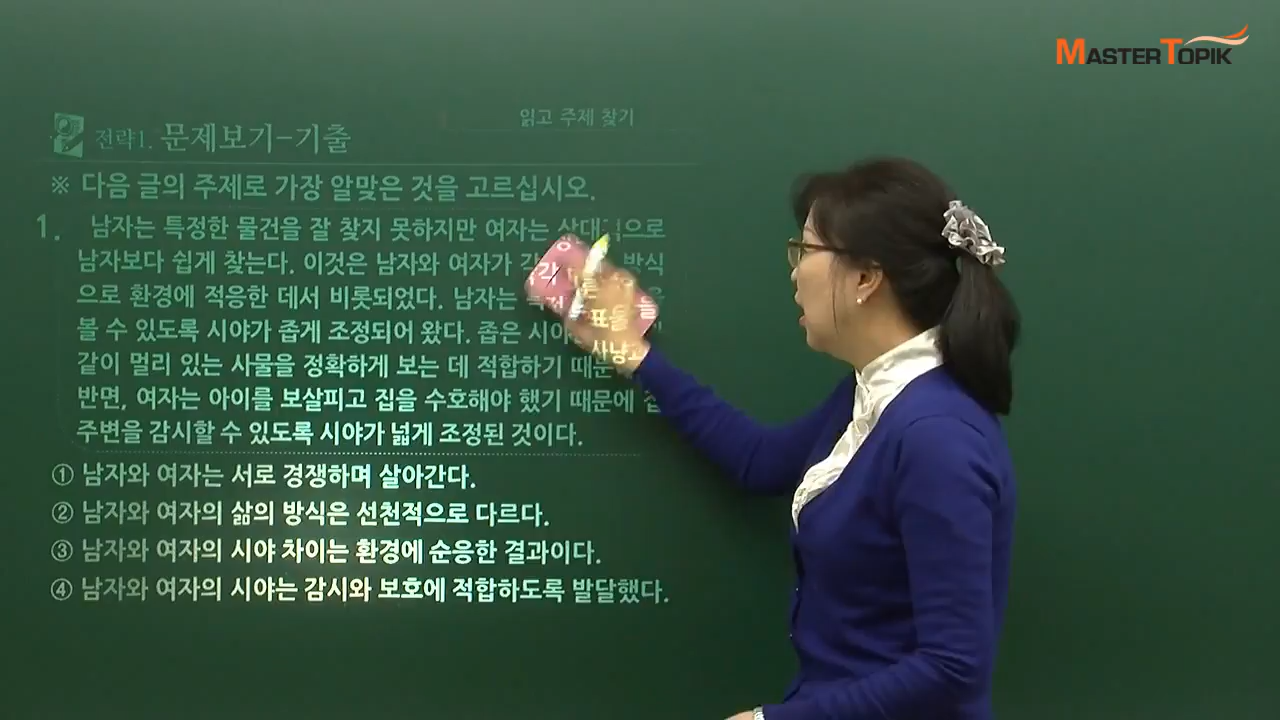 MASTERTOPIK
읽고 주제 찾기
전략1. 문제보기-기출
※ 다음 글의 주제로 가장 알맞은 것을 고르십시오.
1. 남자는 특정한 물건을 잘 찾지 못하지만 여자는 상대적으로
남자보다 쉽게 찾는다. 이것은 남자와 여자가 각각 방식
으로 환경에 적응한 데서 비롯되었다. 남자는 특정 표 을
볼 수 있도록 시야가 좁게 조정되어 왔다. 좁은 시야
같이 멀리 있는 사물을 정확하게 보는 데 적합하기
반면, 여자는 아이를 보살피고 집을 수호해야 했기 때문에 집
주변을 감시할 수 있도록 시야가 넓게 조정된 것이다.
① 남자와 여자는 서로 경쟁하며 살아간다.
② 남자와 여자의 삶의 방식은 선천적으로 다르다.
③ 남자와 여자의 시야 차이는 환경에 순응한 결과이다.
④ 남자와 여자의 시야는 감시와 보호에 적합하도록 발달했다.